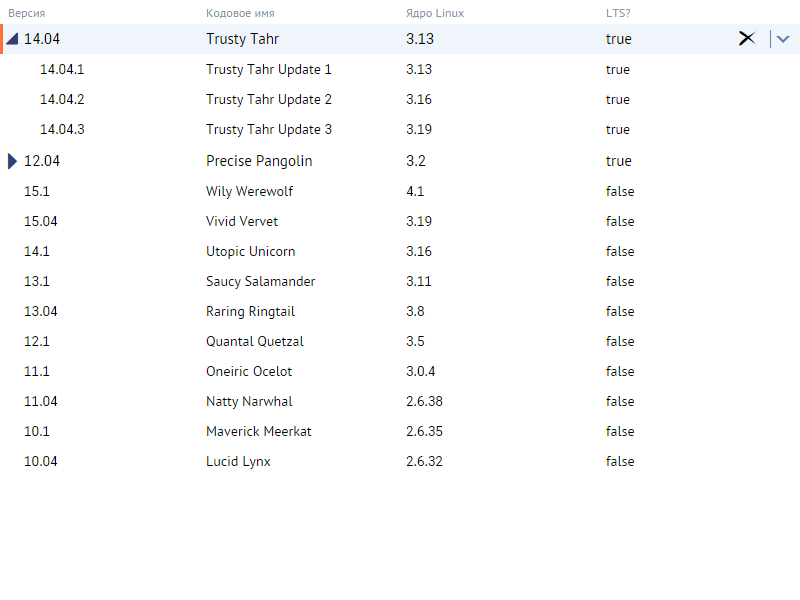 Версия Кодовое имя Ядро Linux LTS?
14.04 Trusty Tahr 3.13 true
14.04.1 Trusty Tahr Update 1 3.13 true
14.04.2 Trusty Tahr Update 2 3.16 true
14.04.3 Trusty Tahr Update 3 3.19 true
12.04 Precise Pangolin 3.2 true
15.1 Wily Werewolf 4.1 false
15.04 Vivid Vervet 3.19 false
14.1 Utopic Unicorn 3.16 false
13.1 Saucy Salamander 3.11 false
13.04 Raring Ringtail 3.8 false
12.1 Quantal Quetzal 3.5 false
11.1 Oneiric Ocelot 3.0.4 false
11.04 Natty Narwhal 2.6.38 false
10.1 Maverick Meerkat 2.6.35 false
10.04 Lucid Lynx 2.6.32 false